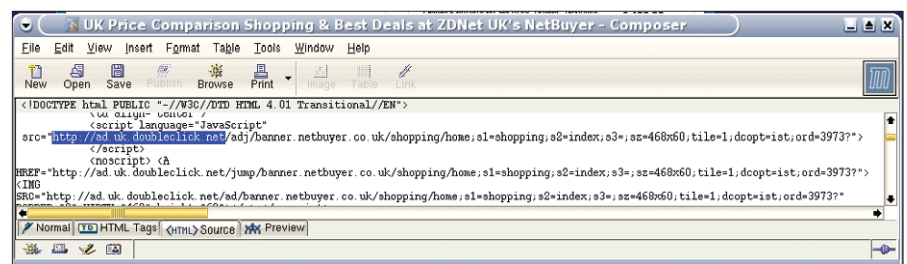 UK Price Comparison Shopping & Best Deals at ZDNet UK's NetBuyer - Composer
File Edit View Insert Format Table Tools Window Help
New Open Save Publish Browse Print Image Table Link
<!DOCTYPE html PUBLIC "-//W3C//DTD HTML 4.01 Transitional//EN">
<script language="JavaScript"
src="http://ad.uk.doubleclick.net/adj/banner.netbuyer.co.uk/shopping/home;s1=shopping;s2=index;s3=;sz=468x60;tile=1;dcopt=ist;ord=3973?">
</script>
<noscript> <A
HREF="http://ad.uk.doubleclick.net/jump/banner.netbuyer.co.uk/shopping/home;s1=shopping;s2=index;s3=;sz=468x60;tile=1;dcopt=ist;ord=3973?">
<IMG
SRC="http://ad.uk.doubleclick.net/ad/banner.netbuyer.co.uk/shopping/home;s1=shopping;s2=index;s3=;sz=468x60;tile=1;dcopt=ist;ord=3973?"
Normal TD HTML Tags <HTML> Source Preview